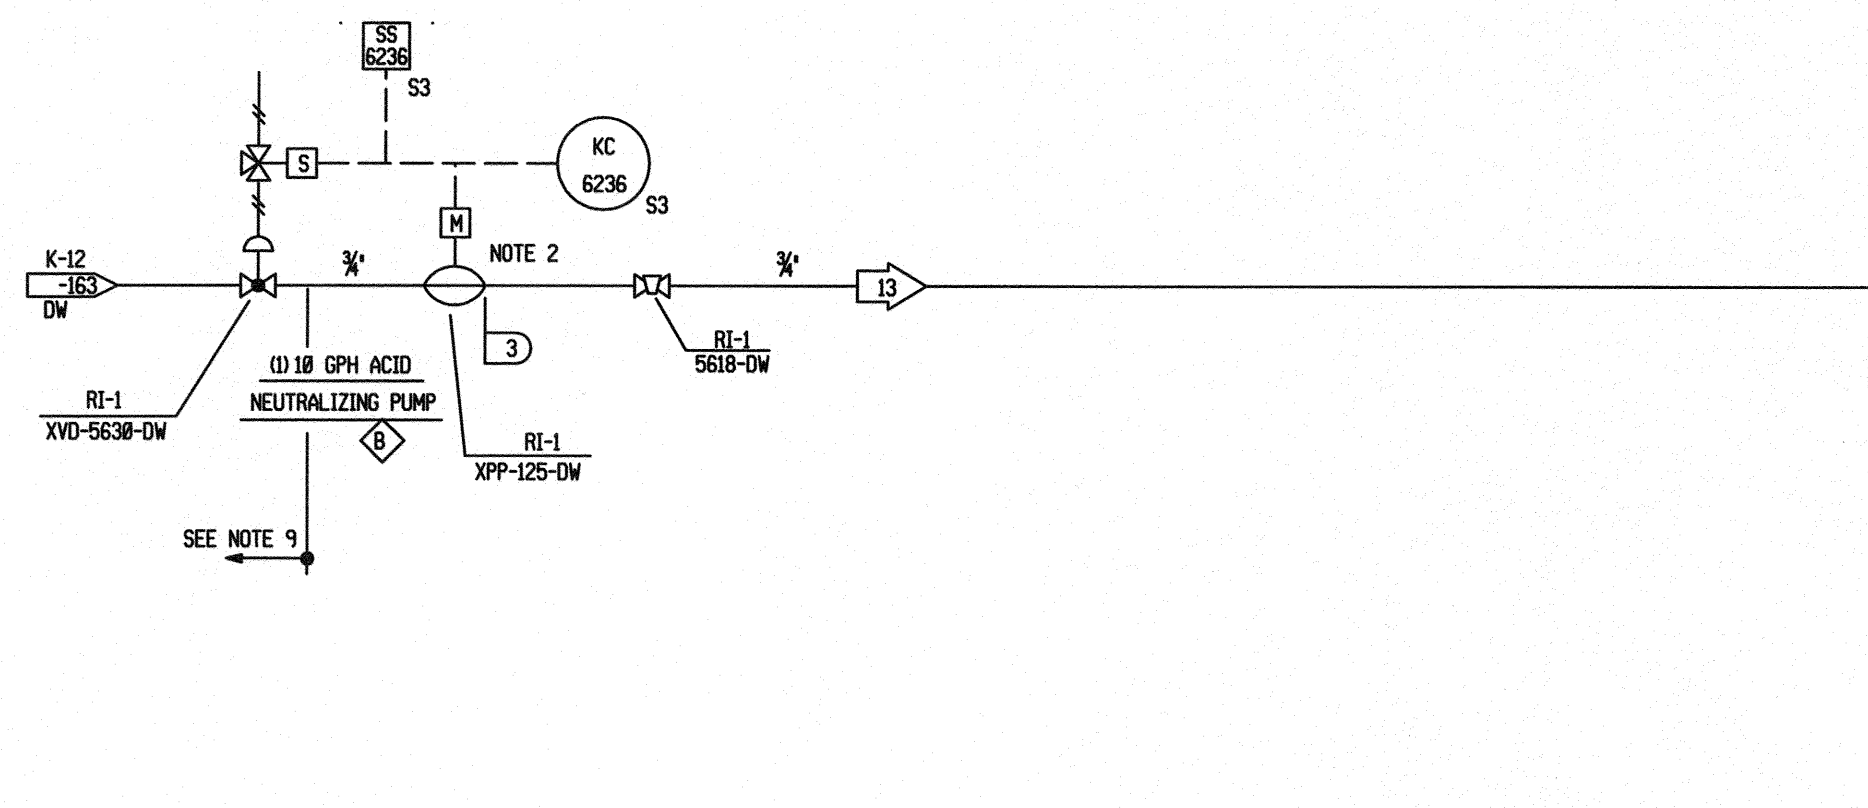 SS
6236
S3
S
KC
6236
S3
M
NOTE 2
K-12
-163
DW
3/4"
3/4"
13
3
RI-1
5618-DW
(1) 10 GPH ACID
NEUTRALIZING PUMP
B
RI-1
XVD-5630-DW
RI-1
XPP-125-DW
SEE NOTE 9